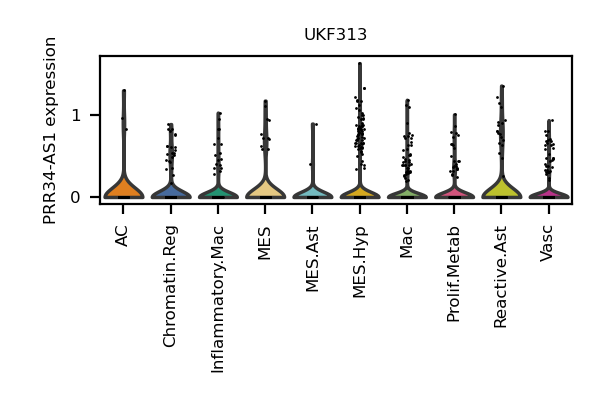 UKF313
PRR34-AS1 expression
1
0
AC
Chromatin.Reg
Inflammatory.Mac
MES
MES.Ast
MES.Hyp
Mac
Prolif.Metab
Reactive.Ast
Vasc